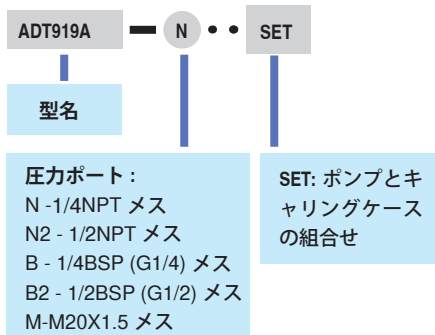 ADT919A — N • • SET
型名
圧力ポート :
N -1/4NPT メス
N2 - 1/2NPT メス
B - 1/4BSP (G1/4) メス
B2 - 1/2BSP (G1/2) メス
M-M20X1.5 メス
SET: ポンプとキ
ャリングケース
の組合せ